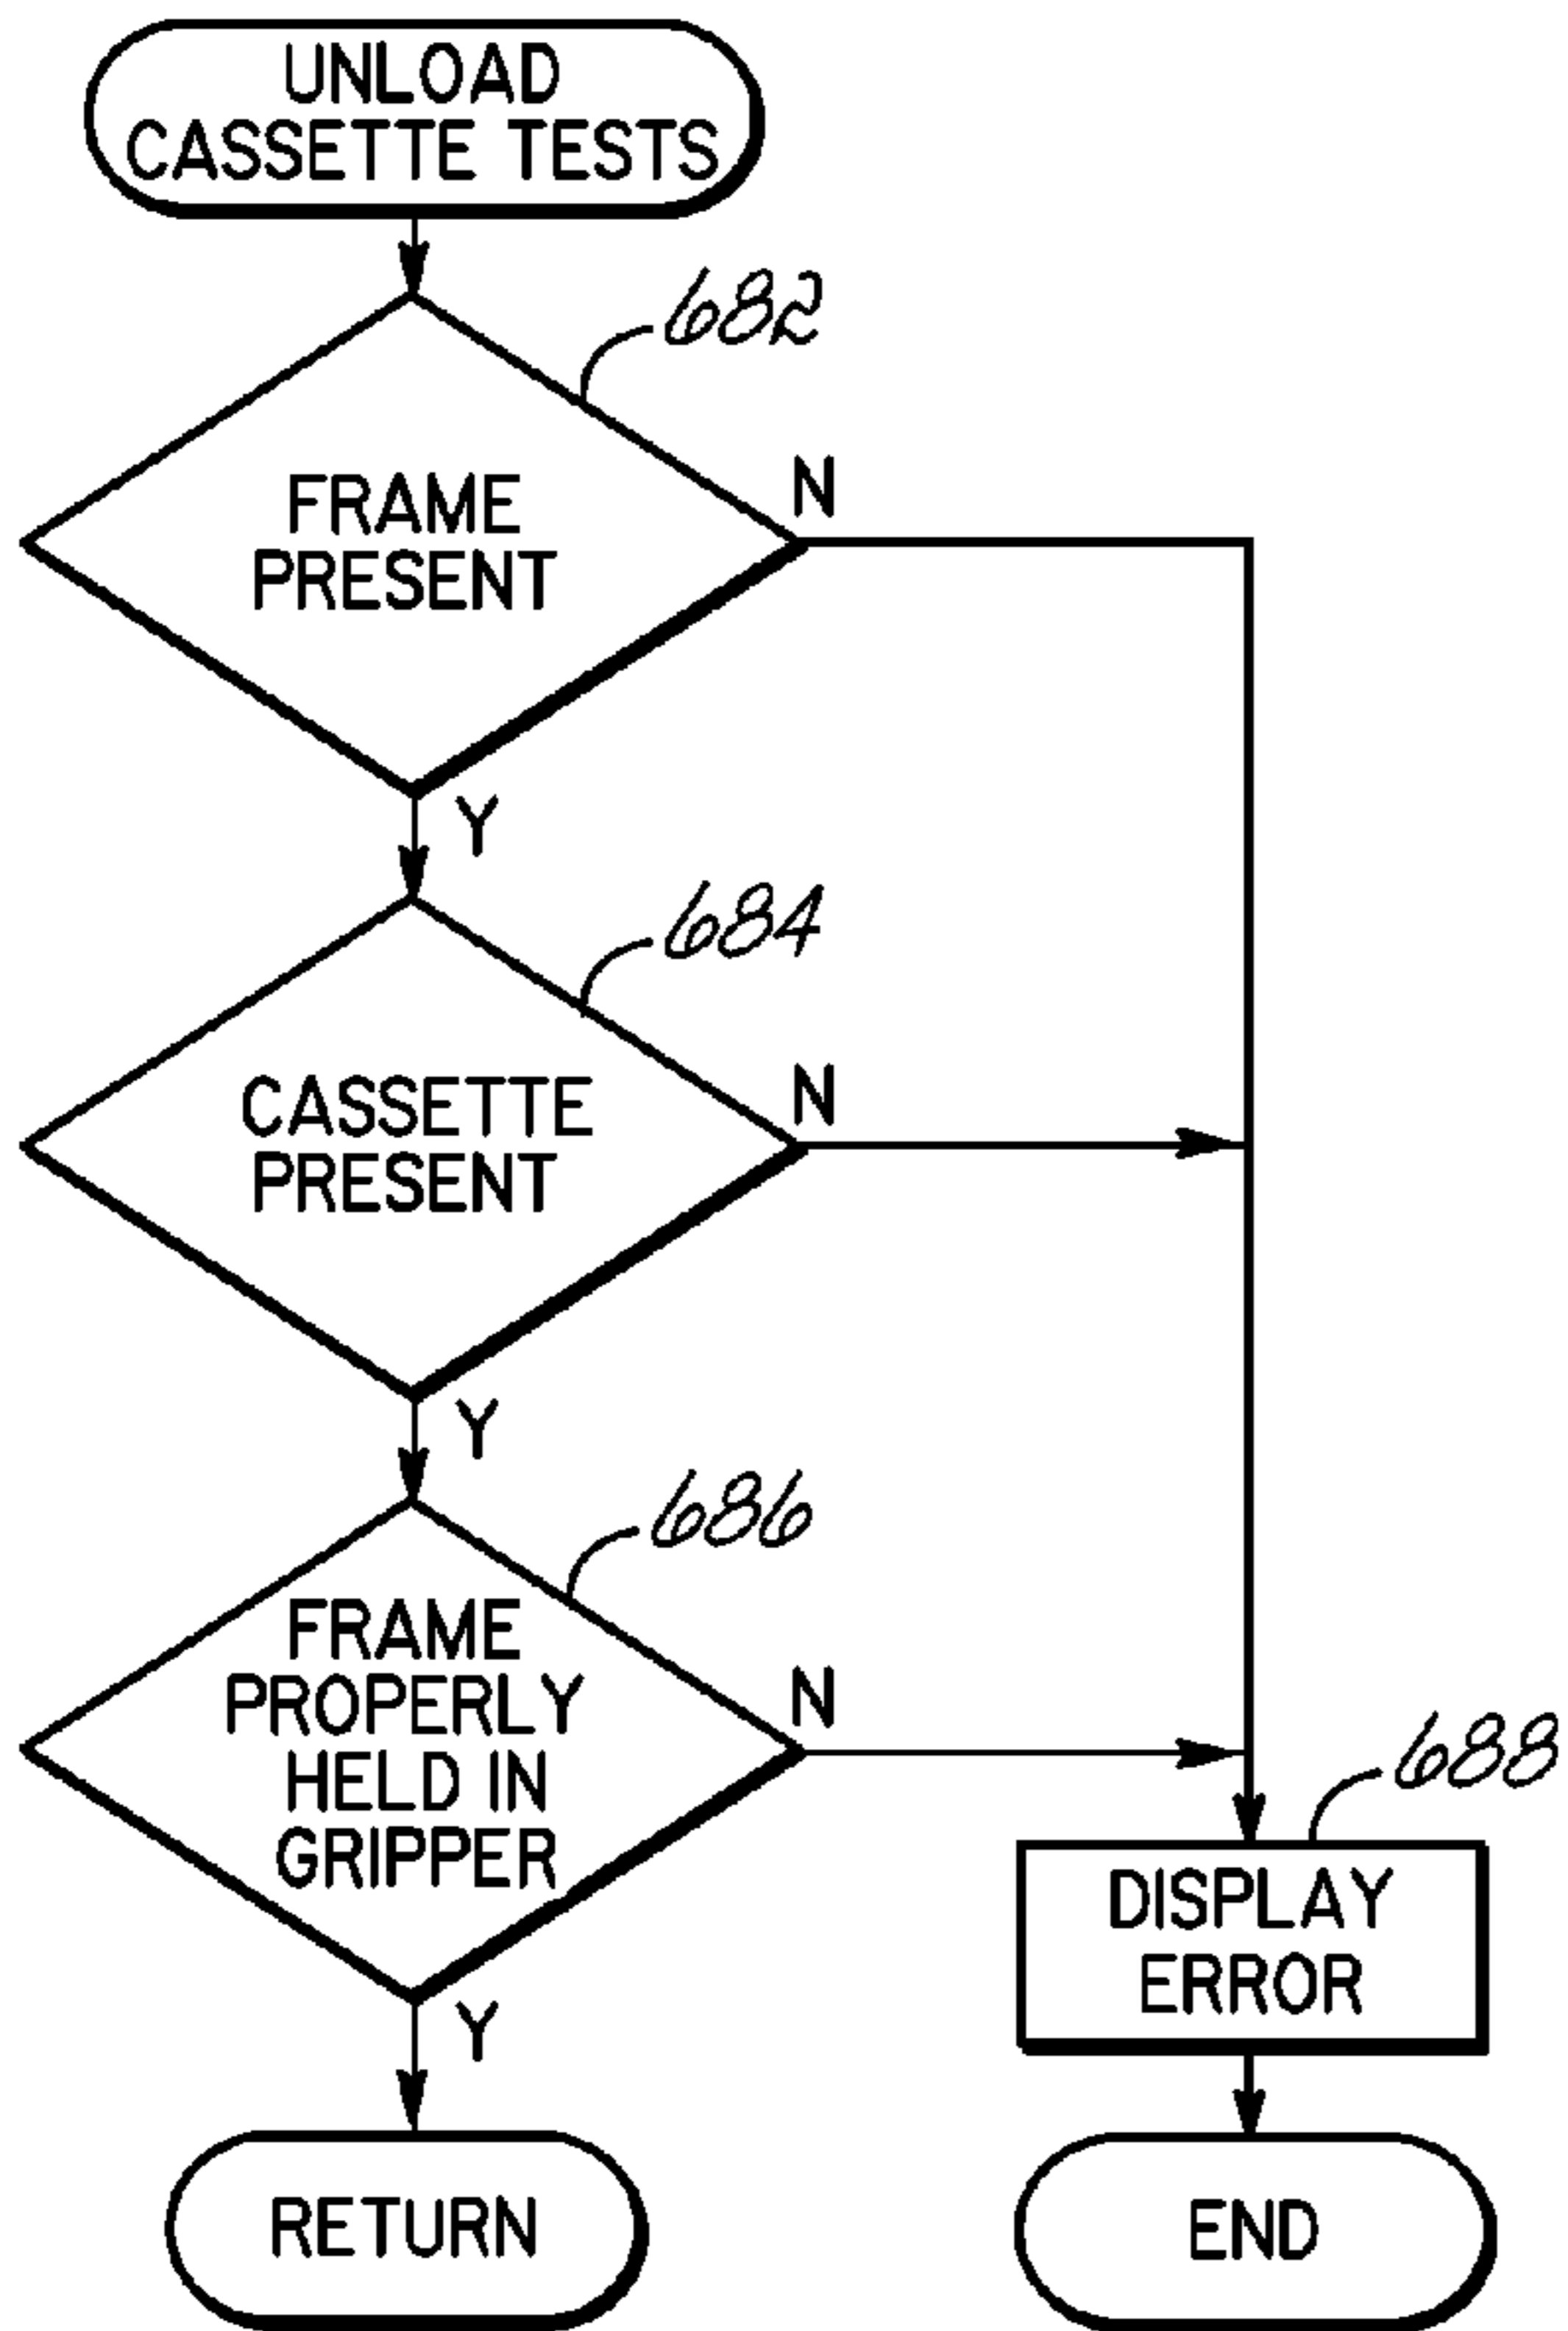 UNLOAD
CASSETTE TESTS
682
FRAME
PRESENT
N
Y
684
CASSETTE
PRESENT
N
Y
686
FRAME
PROPERLY
HELD IN
GRIPPER
N
Y
688
DISPLAY
ERROR
RETURN
END